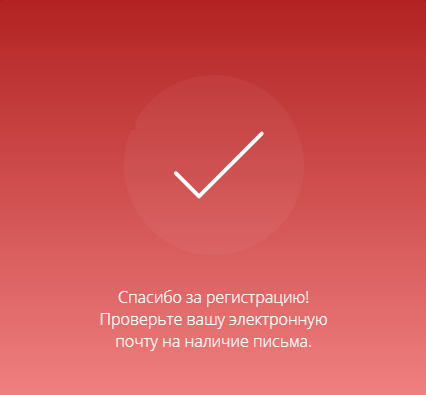 Спасибо за регистрацию!
Проверьте вашу электронную
почту на наличие письма.